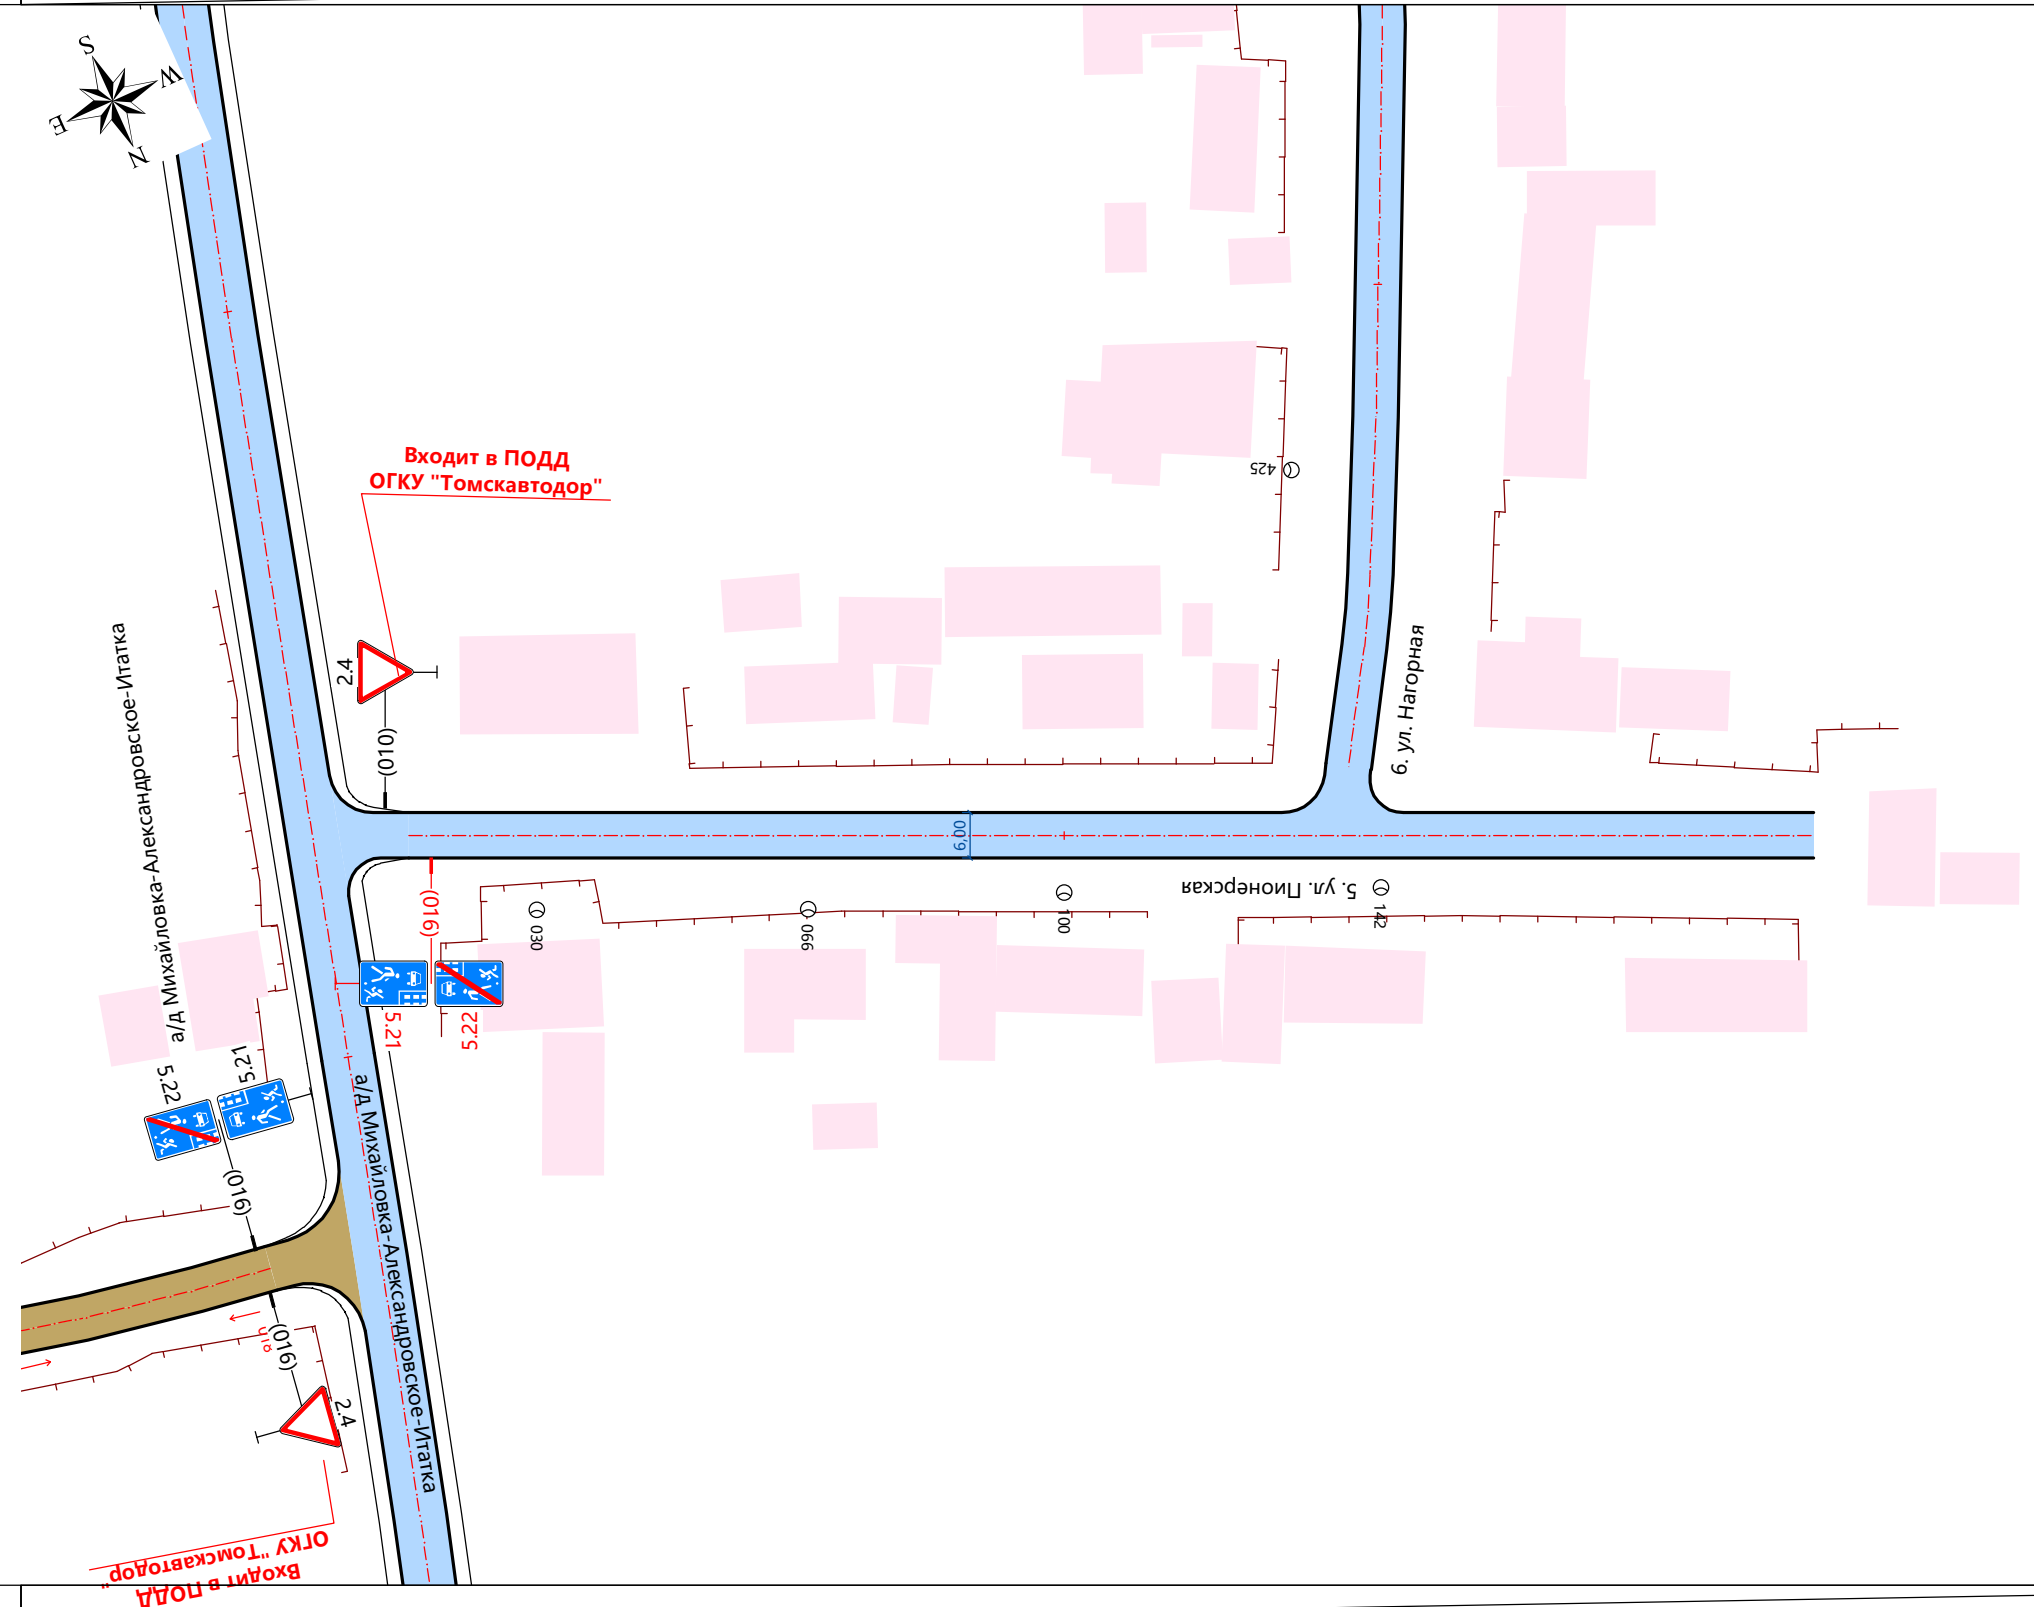 S
W
E
N
Входит в ПОДД
ОГКУ "Томскавтодор"
2.4
(010)
а/д Михайловка-Александровское-Итатка
425
6. ул. Нагорная
6,00
5. ул. Пионерская
(016)
030
066
100
142
5.21
5.22
5.22
5.21
(016)
а/д Михайловка-Александровское-Итатка
(016)
2.4
Входит в ПОДД
ОГКУ "Томскавтодор"